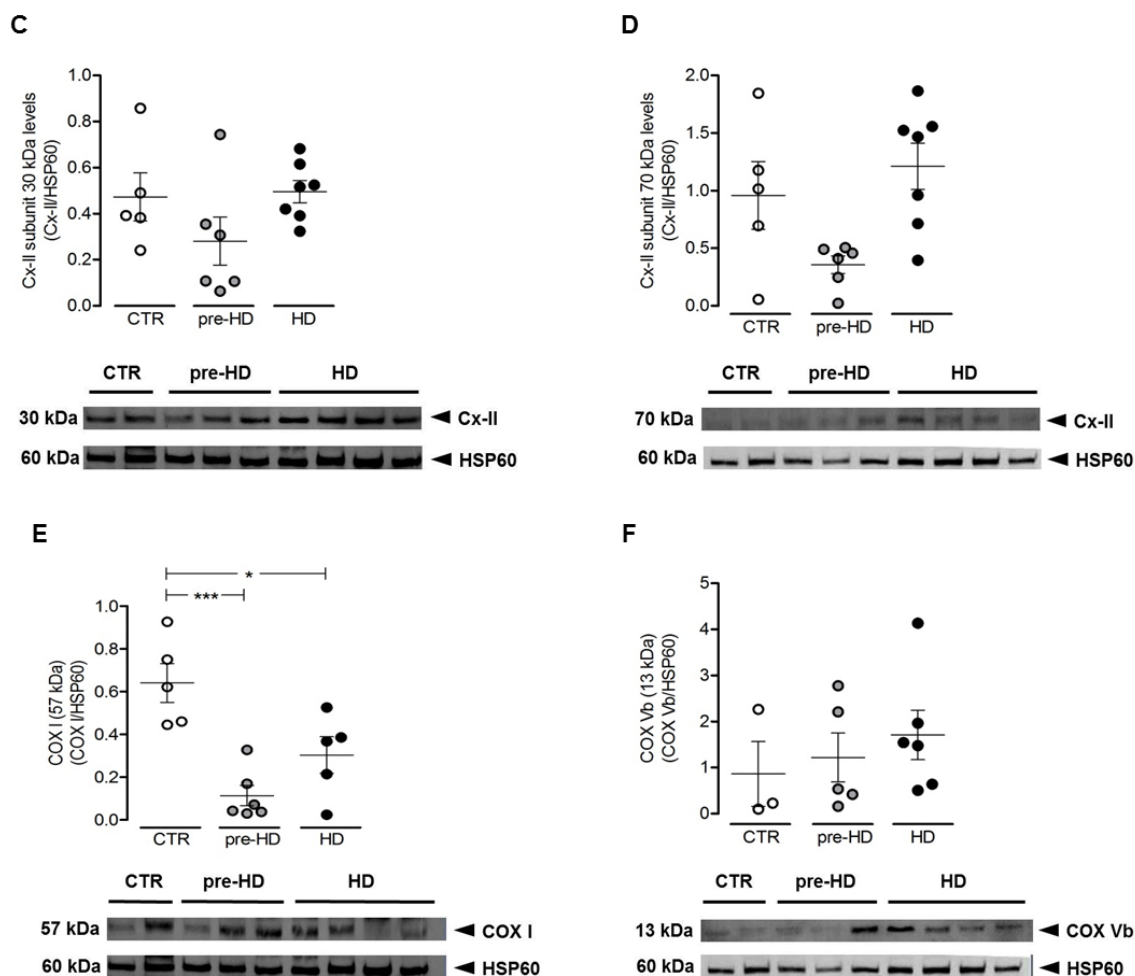 C
Cx-II subunit 30 kDa levels
(Cx-II/HSP60)
1.0
0.8
0.6
0.4
0.2
0.0
CTR pre-HD HD
CTR pre-HD HD
30 kDa Cx-II
60 kDa HSP60
D
Cx-II subunit 70 kDa levels
(Cx-II/HSP60)
2.0
1.5
1.0
0.5
0.0
CTR pre-HD HD
CTR pre-HD HD
70 kDa Cx-II
60 kDa HSP60
E
*
***
COX I (57 kDa)
(COX I/HSP60)
1.0
0.8
0.6
0.4
0.2
0.0
CTR pre-HD HD
CTR pre-HD HD
57 kDa COX I
60 kDa HSP60
F
COX Vb (13 kDa)
(COX Vb/HSP60)
5
4
3
2
1
0
CTR pre-HD HD
CTR pre-HD HD
13 kDa COX Vb
60 kDa HSP60